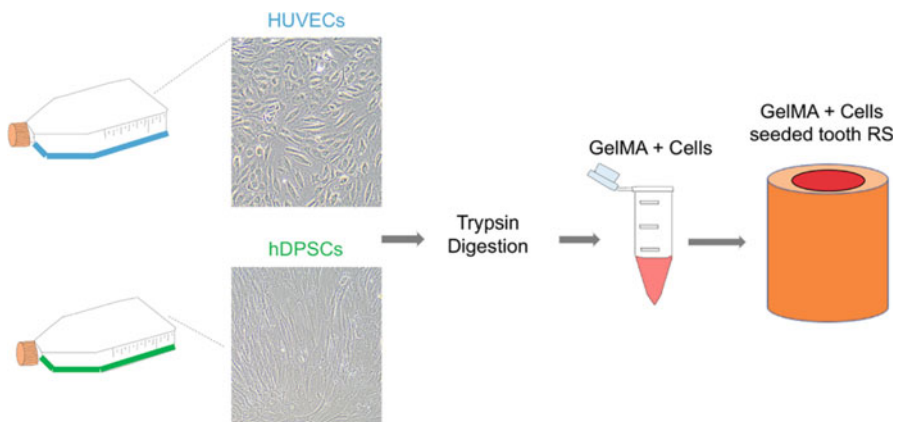 HUVECs
hDPSCs
Trypsin
Digestion
GelMA + Cells
GelMA + Cells
seeded tooth RS